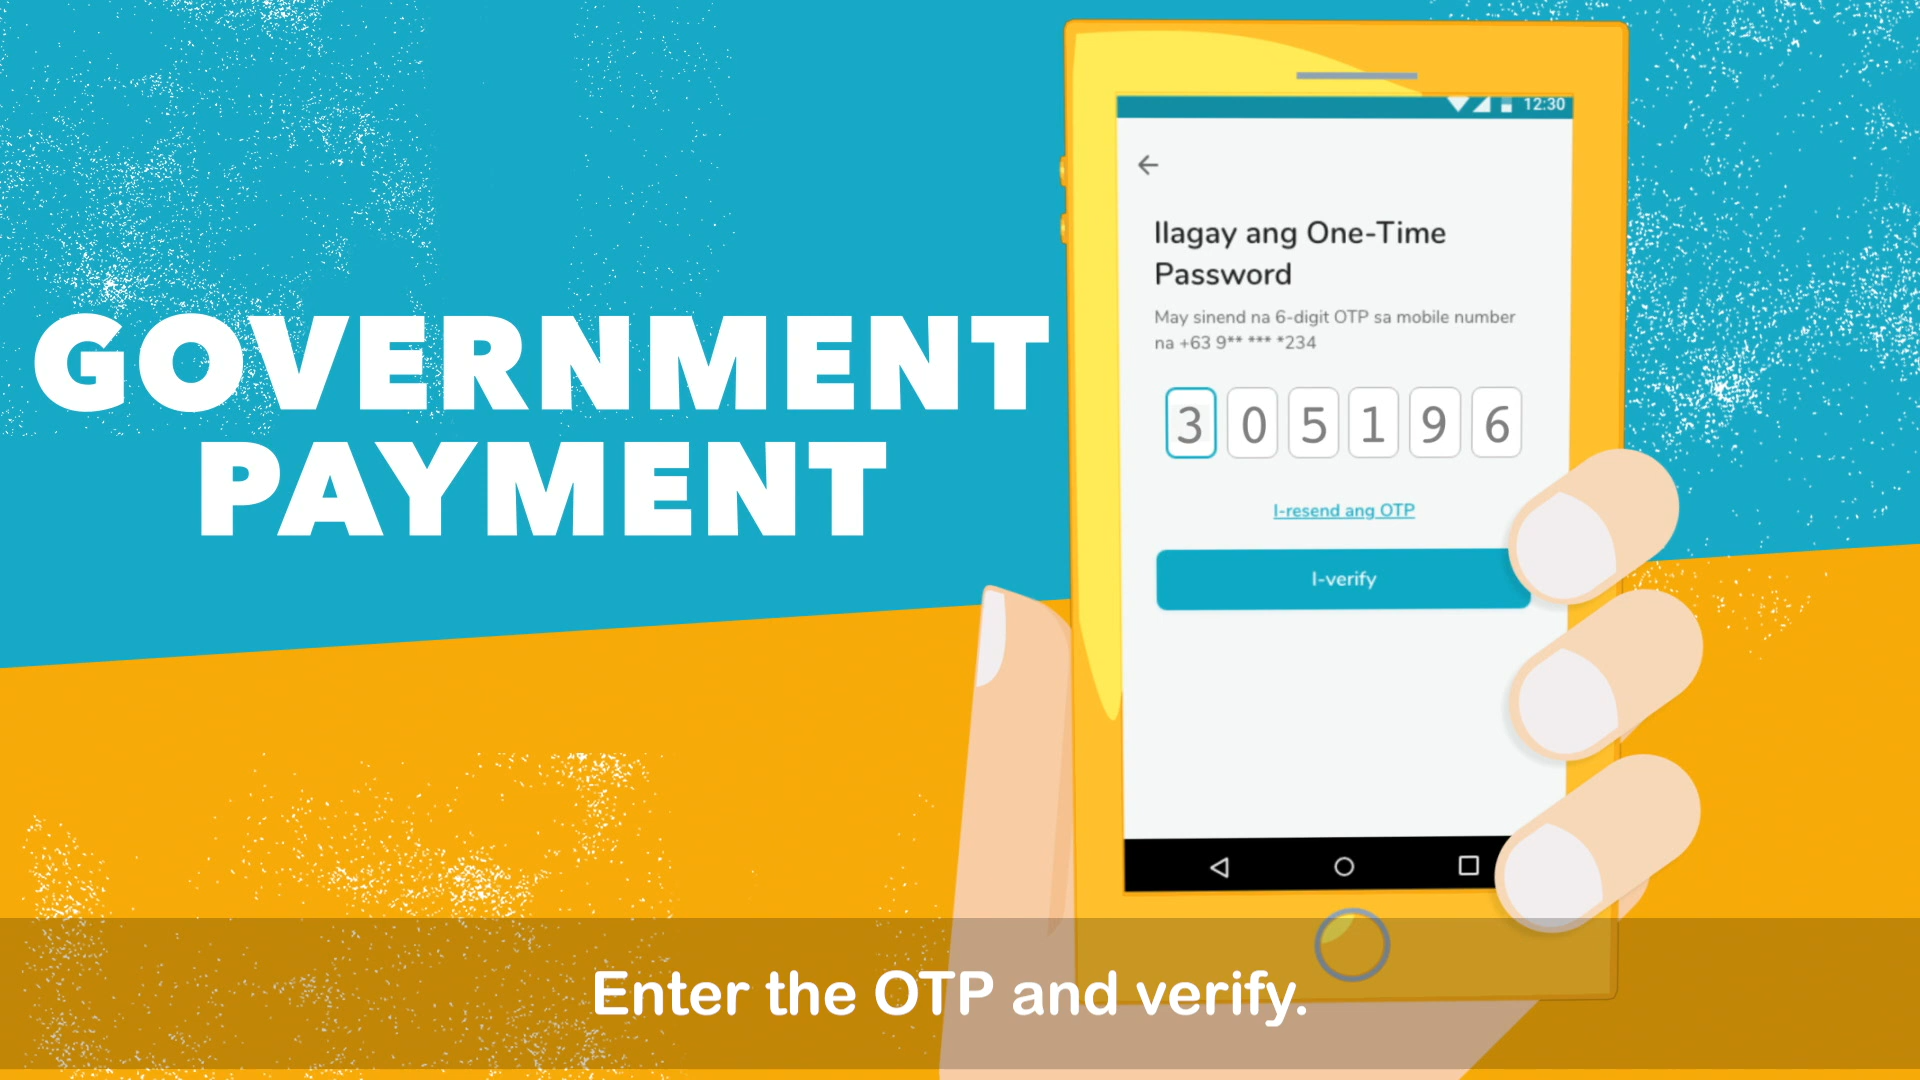 GOVERNMENT
PAYMENT
12:30
Ilagay ang One-Time
Password
May sinend na 6-digit OTP sa mobile number
na +63 9** *** *234
3 0 5 1 9 6
I-resend ang OTP
I-verify
Enter the OTP and verify.